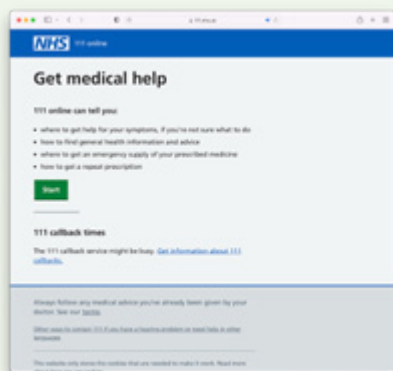 NHS 111 online
Get medical help
111 online can tell you:
• where to get help for your symptoms, if you're not sure what to do
• how to find general health information and advice
• where to get an emergency supply of your prescribed medicine
• how to get a repeat prescription
Start
111 callback times
The 111 callback service might be busy. Get information about 111
callbacks.
Always follow any medical advice you've already been given by your
doctor. See our terms.
Other ways to contact 111 if you have a hearing problem or need help in other
languages
This website only stores the cookies that are needed to make it work. Read more